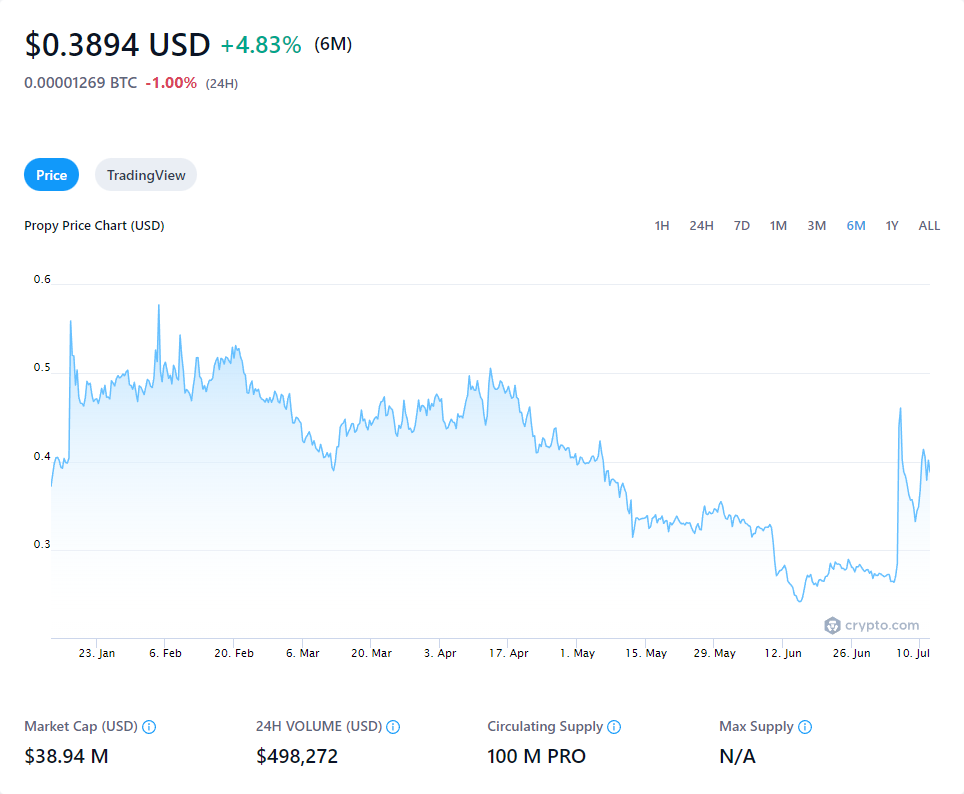 $0.3894 USD +4.83% (6M)
0.00001269 BTC -1.00% (24H)
Price TradingView
Propy Price Chart (USD) 1H 24H 7D 1M 3M 6M 1Y ALL
0.6
0.5
0.4
0.3
crypto.com
23. Jan 6. Feb 20. Feb 6. Mar 20. Mar 3. Apr 17. Apr 1. May 15. May 29. May 12. Jun 26. Jun 10. Jul
Market Cap (USD) 24H VOLUME (USD) Circulating Supply Max Supply
$38.94 M $498,272 100 M PRO N/A